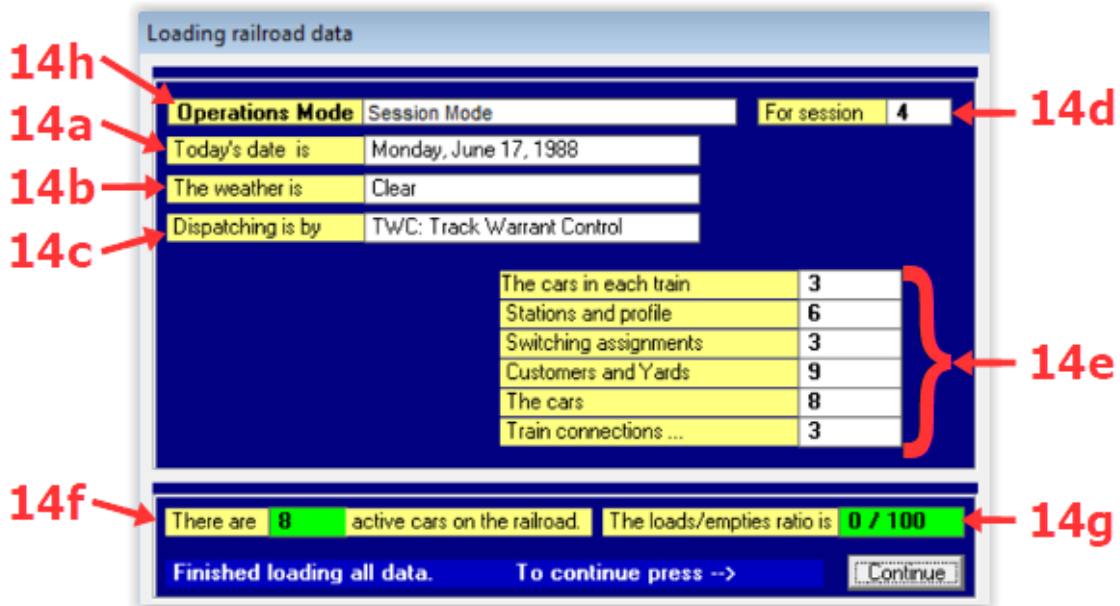 Loading railroad data
14h
Operations Mode Session Mode For session 4
14d
14a
Today's date is Monday, June 17, 1988
14b
The weather is Clear
14c
Dispatching is by TWC: Track Warrant Control
The cars in each train 3
Stations and profile 6
Switching assignments 3
14e
Customers and Yards 9
The cars 8
Train connections ... 3
14f
There are 8 active cars on the railroad. The loads/empties ratio is 0 / 100
14g
Finished loading all data. To continue press --> Continue